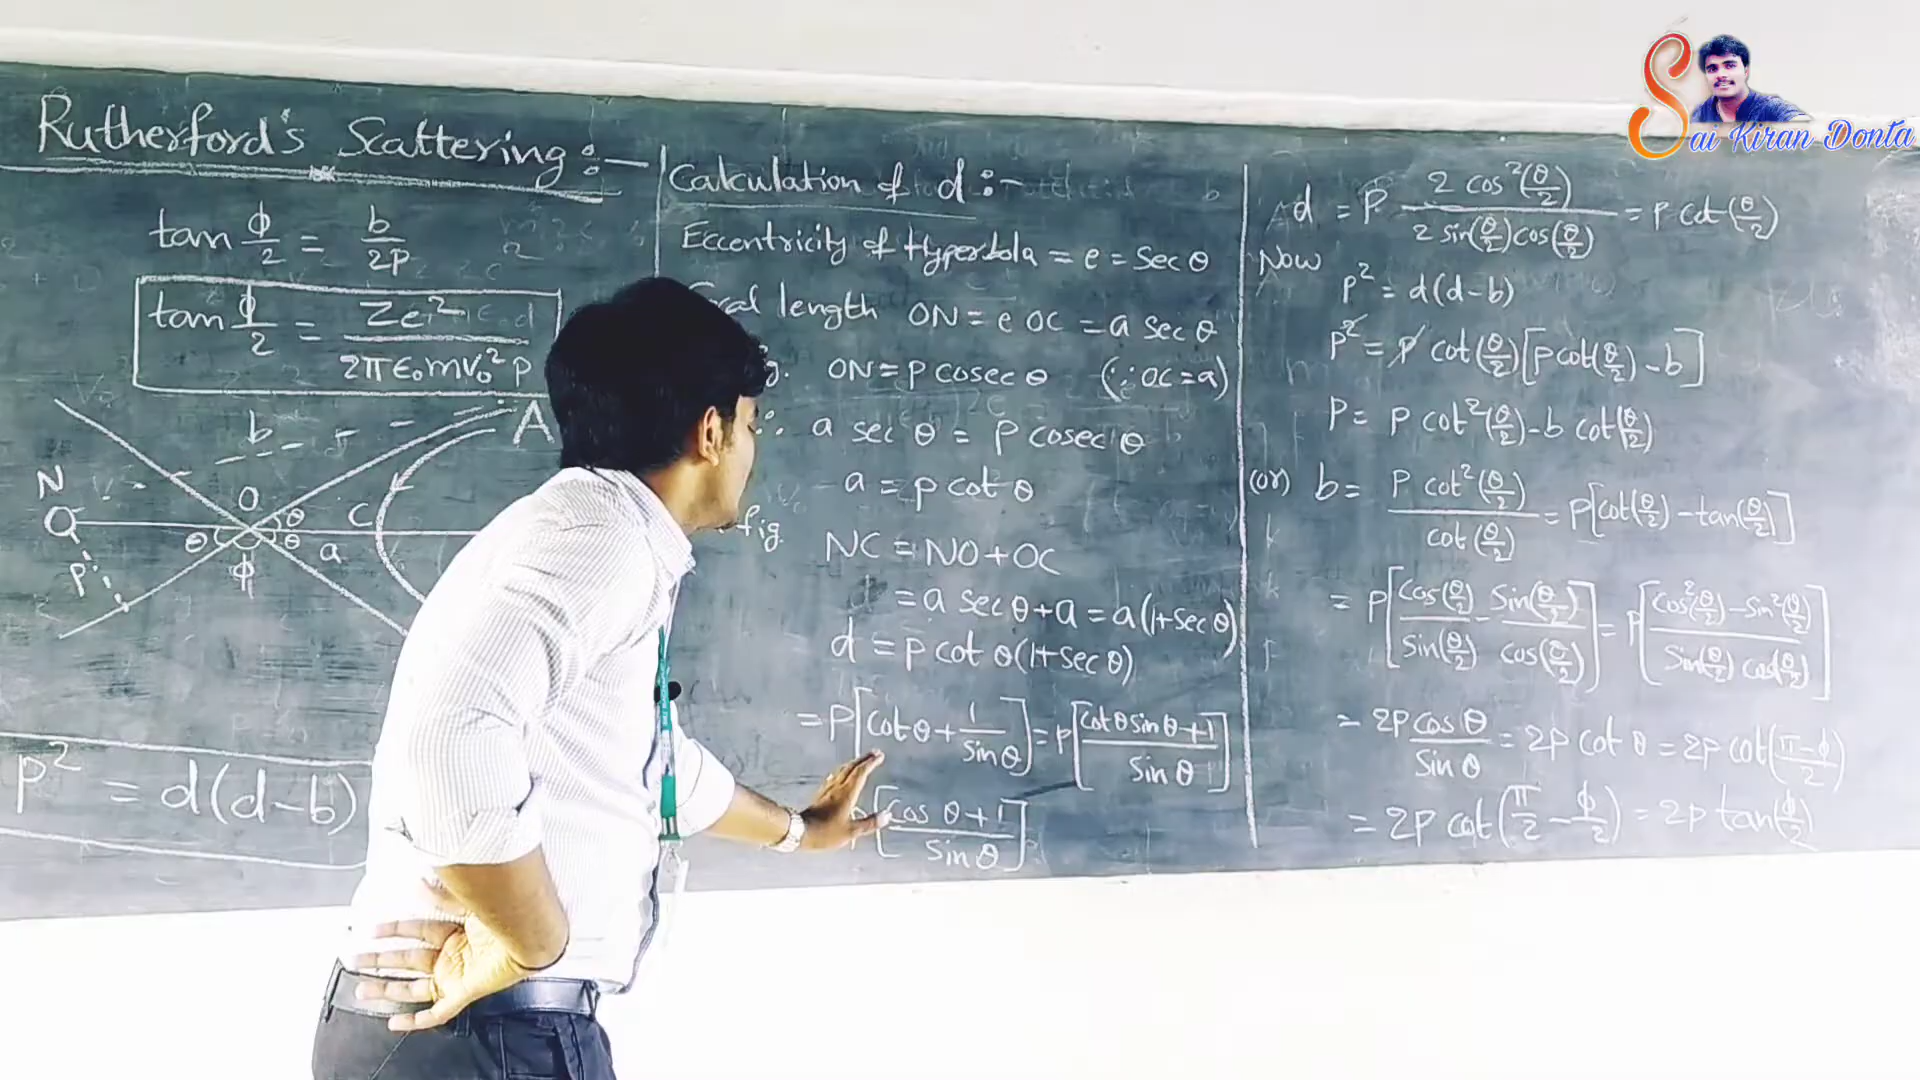 Sai Kiran Donta
Rutherford's Scattering :-
tan φ/2 = b/2p
tan φ/2 = Ze²/2πε₀mv₀²p
b
A
N
O
θ
C
θ
θ
a
P
φ
p² = d(d-b)
Calculation of d :-
Eccentricity of Hyperbola = e = sec θ
length ON = e OC = a sec θ
fig. ON = p cosec θ (∵ OC = a)
∴ a sec θ = p cosec θ
a = p cot θ
fig.
NC = NO + OC
= a sec θ + a = a(1+sec θ)
d = p cot θ(1+sec θ)
= p[cot θ + 1/sin θ] = p[cot θ sin θ + 1/sin θ]
[cos θ + 1/sin θ]
d = p 2 cos²(θ/2)/2 sin(θ/2) cos(θ/2) = p cot(θ/2)
Now
p² = d(d-b)
p² = p cot(θ/2)[p cot(θ/2) - b]
p = p cot²(θ/2) - b cot(θ/2)
(or) b = p cot²(θ/2)/cot(θ/2) = p[cot(θ/2) - tan(θ/2)]
= p[cos(θ/2)/sin(θ/2) - sin(θ/2)/cos(θ/2)] = p[cos²(θ/2) - sin²(θ/2)/sin(θ/2) cos(θ/2)]
= 2p cos θ/sin θ = 2p cot θ = 2p cot(π-φ/2)
= 2p cot(π/2 - φ/2) = 2p tan(φ/2)